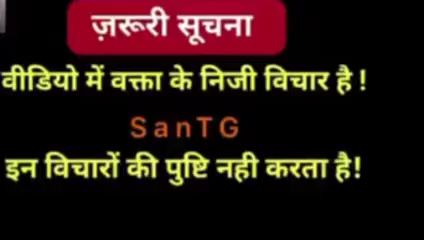 ज़रूरी सूचना
वीडियो में वक्ता के निजी विचार है !
SanTG
इन विचारों की पुष्टि नही करता है!